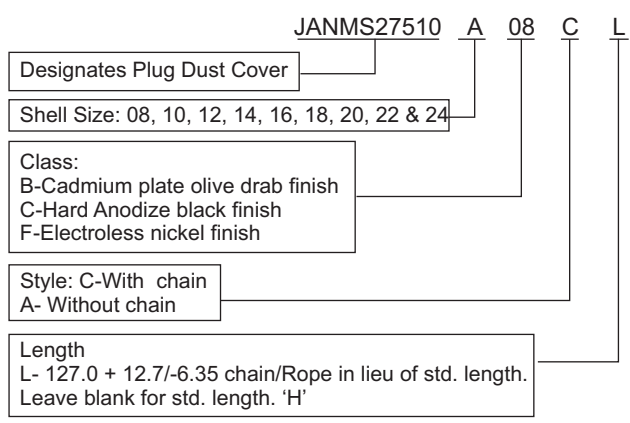 JANMS27510 A 08 C L
Designates Plug Dust Cover
Shell Size: 08, 10, 12, 14, 16, 18, 20, 22 & 24
Class:
B-Cadmium plate olive drab finish
C-Hard Anodize black finish
F-Electroless nickel finish
Style: C-With chain
A- Without chain
Length
L- 127.0 + 12.7/-6.35 chain/Rope in lieu of std. length.
Leave blank for std. length. ‘H’